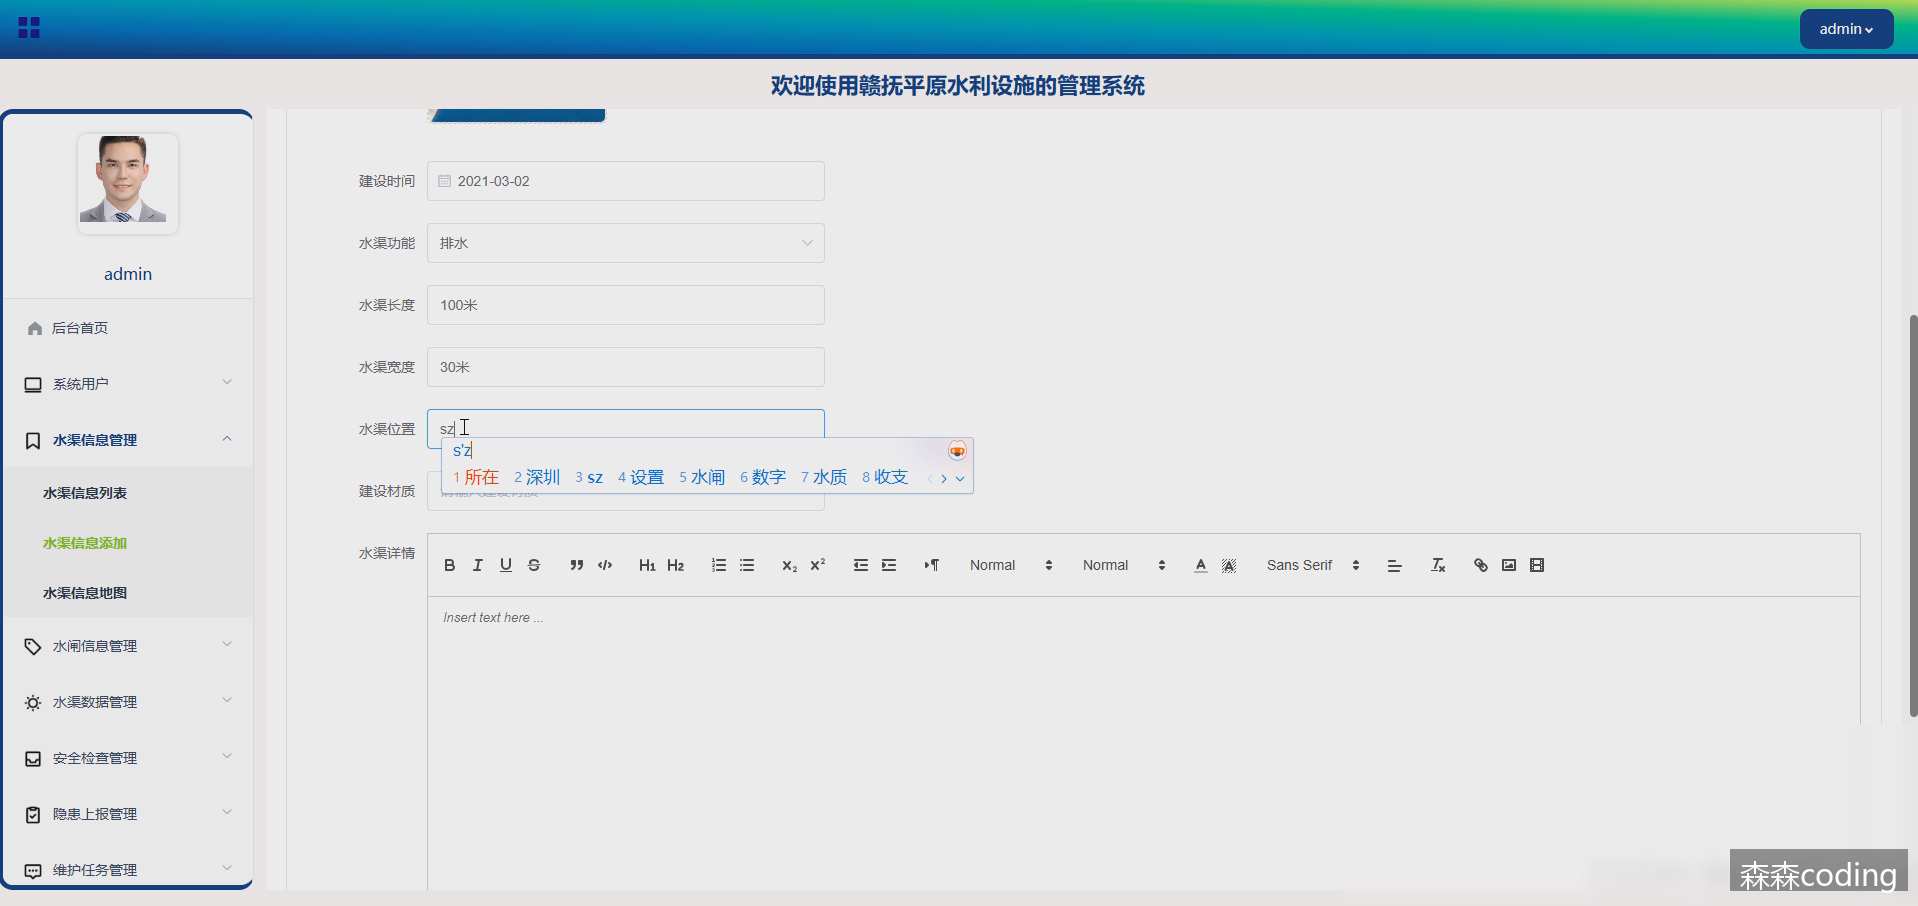 admin
欢迎使用赣抚平原水利设施的管理系统
admin
后台首页
系统用户
水渠信息管理
水渠信息列表
水渠信息添加
水渠信息地图
水闸信息管理
水渠数据管理
安全检查管理
隐患上报管理
维护任务管理
建设时间 2021-03-02
水渠功能 排水
水渠长度 100米
水渠宽度 30米
水渠位置 sz
s'z
1 所在 2 深圳 3 sz 4 设置 5 水闸 6 数字 7 水质 8 收支
建设材质
水渠详情
B I U S H1 H2 x2 x2 Normal Normal A A Sans Serif Tx
Insert text here ...
森森coding